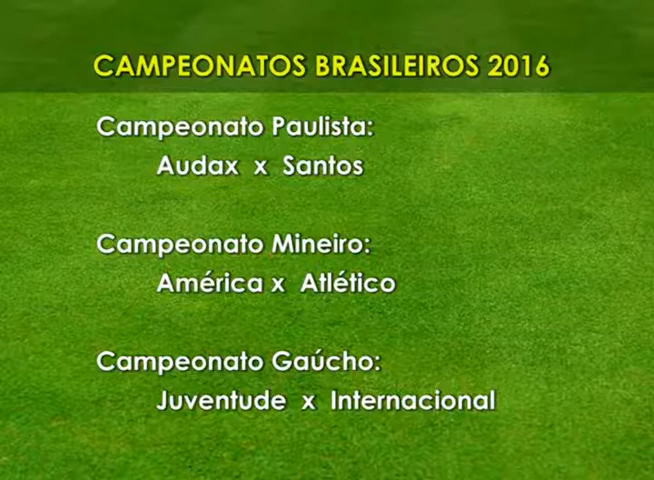 CAMPEONATOS BRASILEIROS 2016
Campeonato Paulista:
Audax x Santos
Campeonato Mineiro:
América x Atlético
Campeonato Gaúcho:
Juventude x Internacional